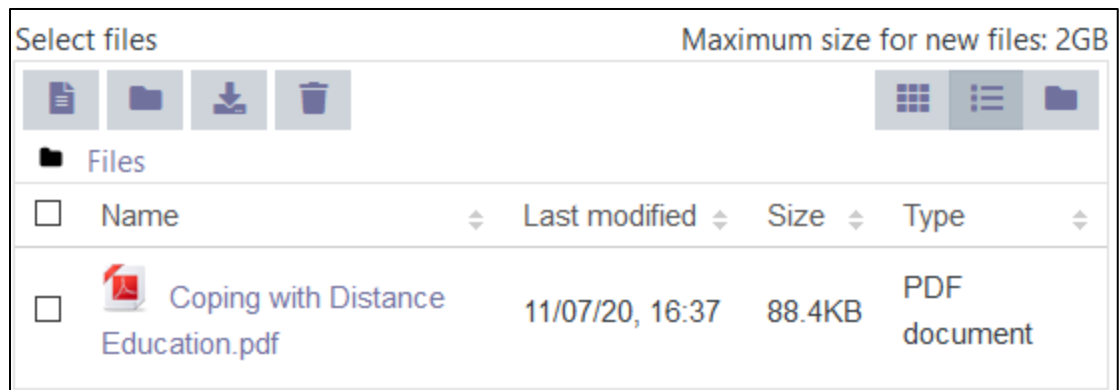 Select files Maximum size for new files: 2GB
Files
Name Last modified Size Type
Coping with Distance Education.pdf 11/07/20, 16:37 88.4KB PDF document